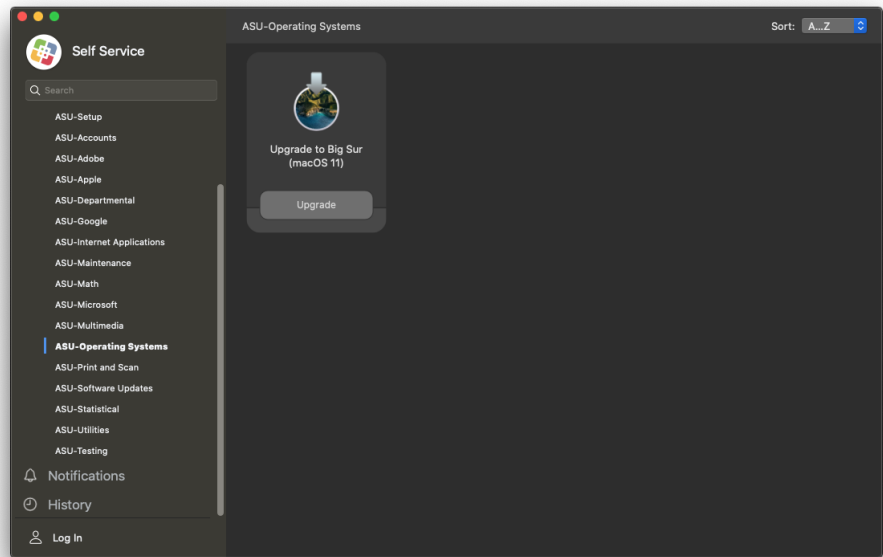 Self Service
Search
ASU-Setup
ASU-Accounts
ASU-Adobe
ASU-Apple
ASU-Departmental
ASU-Google
ASU-Internet Applications
ASU-Maintenance
ASU-Math
ASU-Microsoft
ASU-Multimedia
ASU-Operating Systems
ASU-Print and Scan
ASU-Software Updates
ASU-Statistical
ASU-Utilities
ASU-Testing
Notifications
History
Log In
ASU-Operating Systems
Sort: A...Z
Upgrade to Big Sur
(macOS 11)
Upgrade